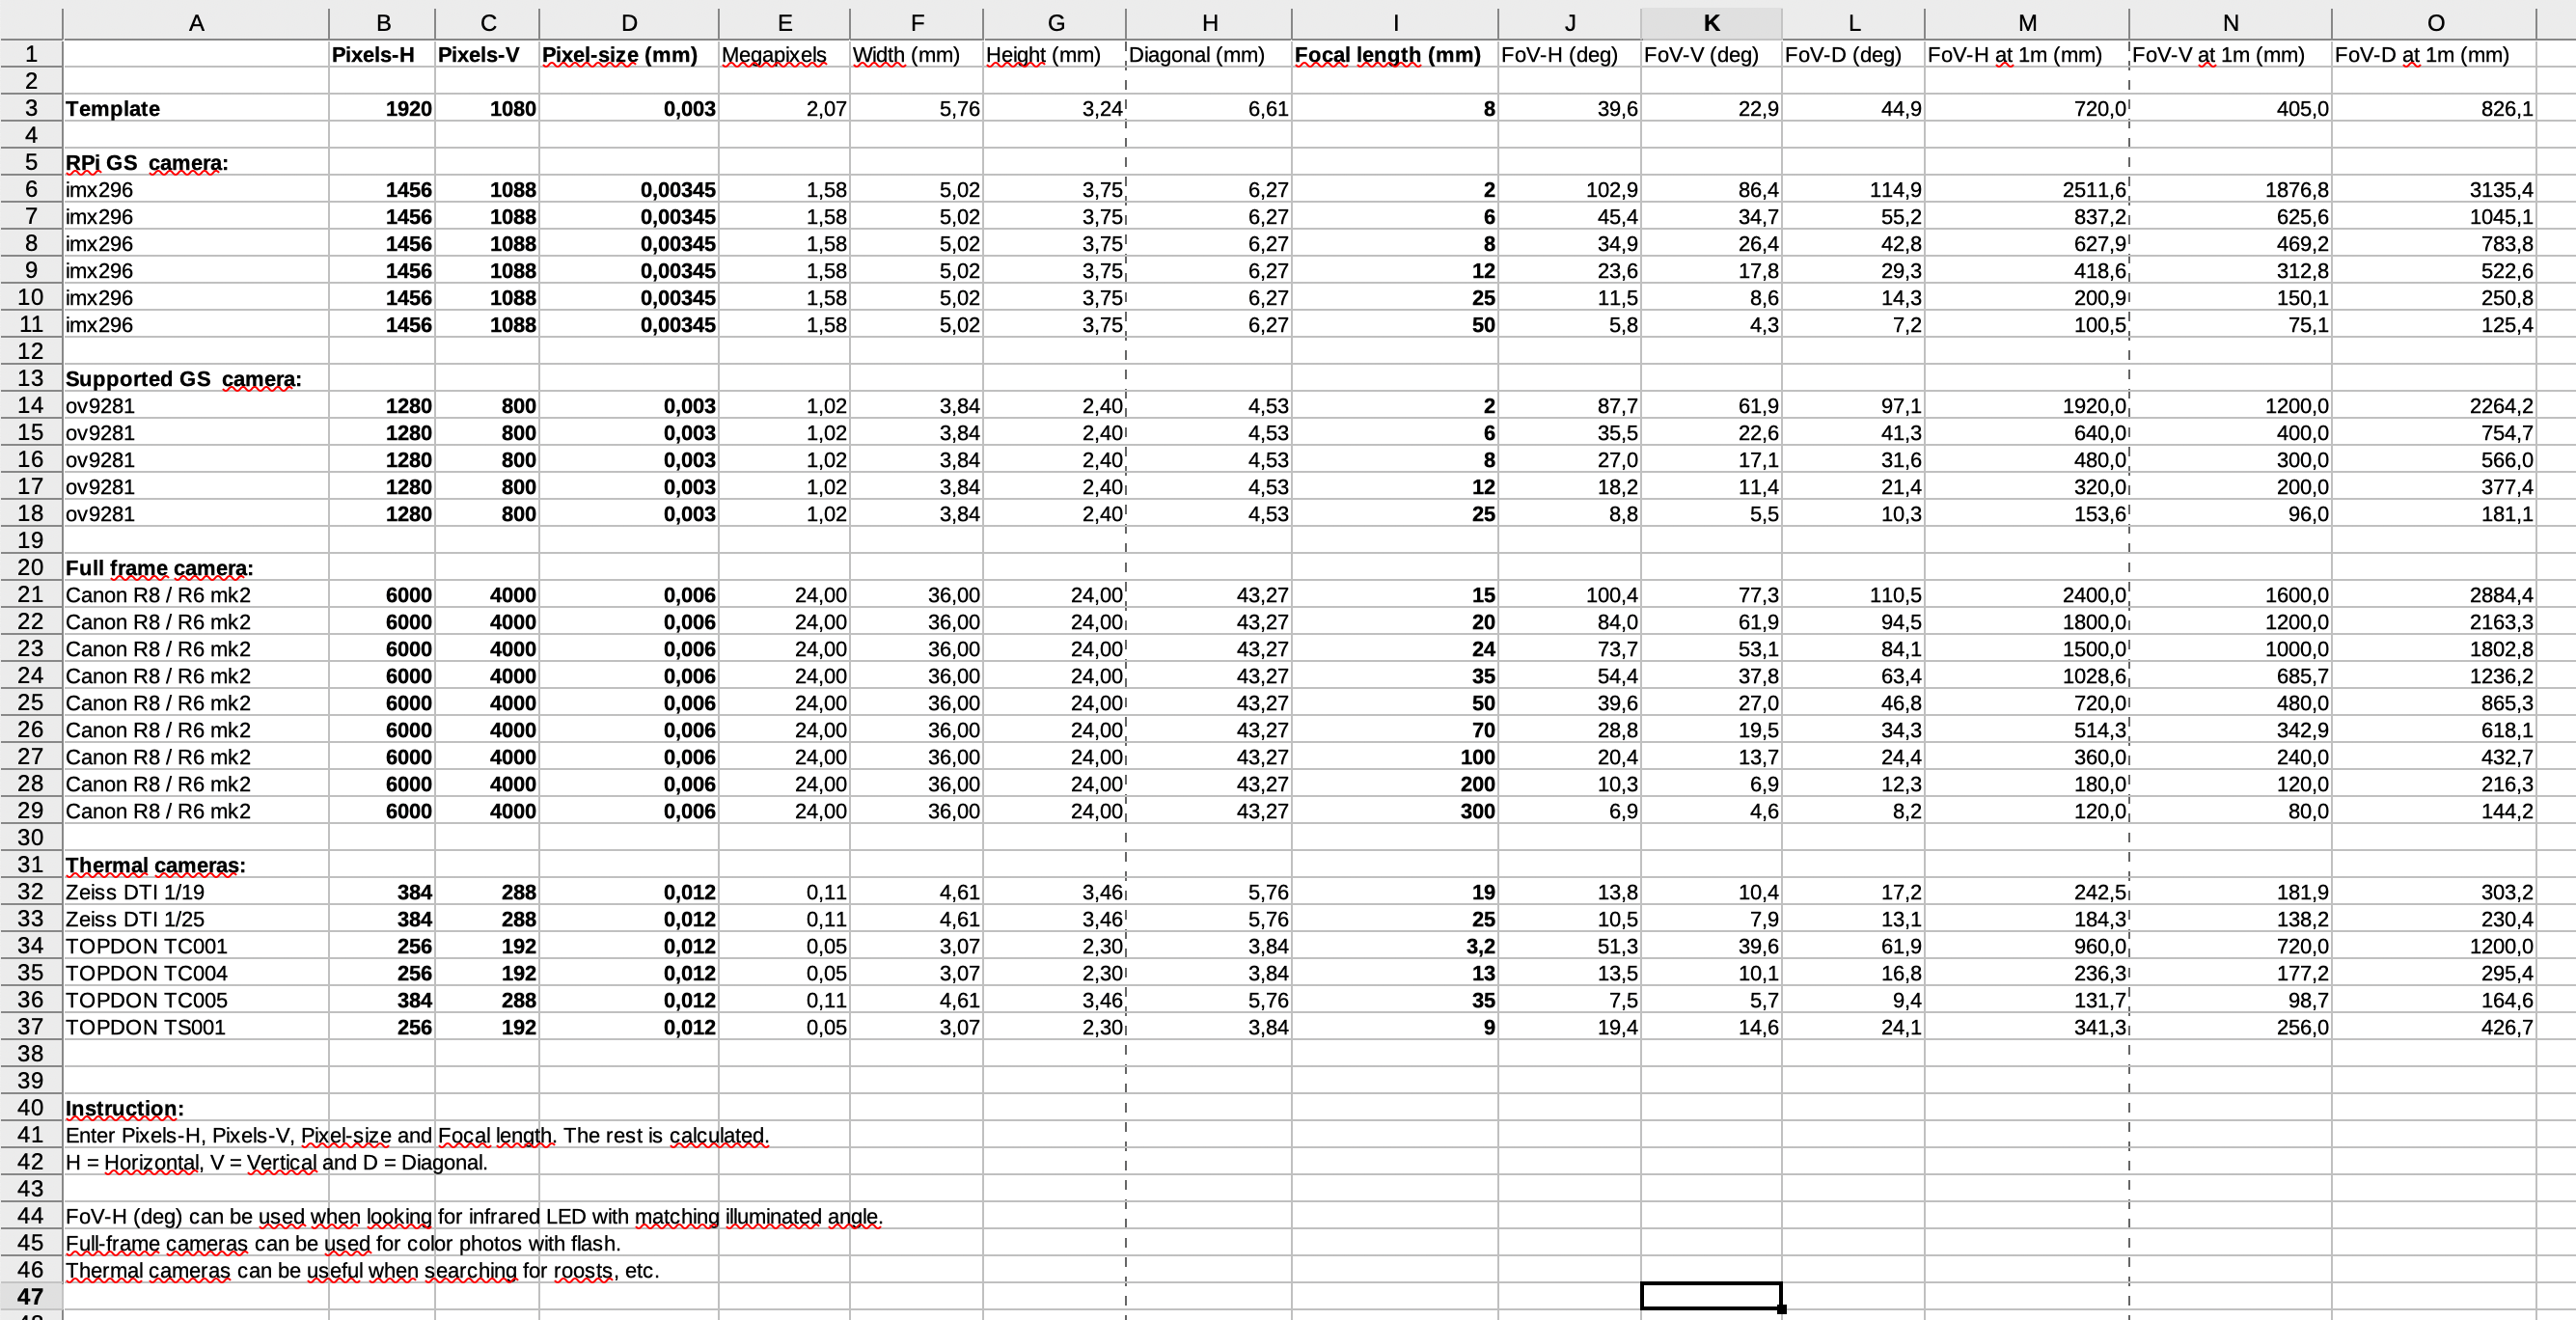 A B C D E F G H I J K L M N O
1 Pixels-H Pixels-V Pixel-size (mm) Megapixels Width (mm) Height (mm) Diagonal (mm) Focal length (mm) FoV-H (deg) FoV-V (deg) FoV-D (deg) FoV-H at 1m (mm) FoV-V at 1m (mm) FoV-D at 1m (mm)
2
3 Template 1920 1080 0,003 2,07 5,76 3,24 6,61 8 39,6 22,9 44,9 720,0 405,0 826,1
4
5 RPi GS camera:
6 imx296 1456 1088 0,00345 1,58 5,02 3,75 6,27 2 102,9 86,4 114,9 2511,6 1876,8 3135,4
7 imx296 1456 1088 0,00345 1,58 5,02 3,75 6,27 6 45,4 34,7 55,2 837,2 625,6 1045,1
8 imx296 1456 1088 0,00345 1,58 5,02 3,75 6,27 8 34,9 26,4 42,8 627,9 469,2 783,8
9 imx296 1456 1088 0,00345 1,58 5,02 3,75 6,27 12 23,6 17,8 29,3 418,6 312,8 522,6
10 imx296 1456 1088 0,00345 1,58 5,02 3,75 6,27 25 11,5 8,6 14,3 200,9 150,1 250,8
11 imx296 1456 1088 0,00345 1,58 5,02 3,75 6,27 50 5,8 4,3 7,2 100,5 75,1 125,4
12
13 Supported GS camera:
14 ov9281 1280 800 0,003 1,02 3,84 2,40 4,53 2 87,7 61,9 97,1 1920,0 1200,0 2264,2
15 ov9281 1280 800 0,003 1,02 3,84 2,40 4,53 6 35,5 22,6 41,3 640,0 400,0 754,7
16 ov9281 1280 800 0,003 1,02 3,84 2,40 4,53 8 27,0 17,1 31,6 480,0 300,0 566,0
17 ov9281 1280 800 0,003 1,02 3,84 2,40 4,53 12 18,2 11,4 21,4 320,0 200,0 377,4
18 ov9281 1280 800 0,003 1,02 3,84 2,40 4,53 25 8,8 5,5 10,3 153,6 96,0 181,1
19
20 Full frame camera:
21 Canon R8 / R6 mk2 6000 4000 0,006 24,00 36,00 24,00 43,27 15 100,4 77,3 110,5 2400,0 1600,0 2884,4
22 Canon R8 / R6 mk2 6000 4000 0,006 24,00 36,00 24,00 43,27 20 84,0 61,9 94,5 1800,0 1200,0 2163,3
23 Canon R8 / R6 mk2 6000 4000 0,006 24,00 36,00 24,00 43,27 24 73,7 53,1 84,1 1500,0 1000,0 1802,8
24 Canon R8 / R6 mk2 6000 4000 0,006 24,00 36,00 24,00 43,27 35 54,4 37,8 63,4 1028,6 685,7 1236,2
25 Canon R8 / R6 mk2 6000 4000 0,006 24,00 36,00 24,00 43,27 50 39,6 27,0 46,8 720,0 480,0 865,3
26 Canon R8 / R6 mk2 6000 4000 0,006 24,00 36,00 24,00 43,27 70 28,8 19,5 34,3 514,3 342,9 618,1
27 Canon R8 / R6 mk2 6000 4000 0,006 24,00 36,00 24,00 43,27 100 20,4 13,7 24,4 360,0 240,0 432,7
28 Canon R8 / R6 mk2 6000 4000 0,006 24,00 36,00 24,00 43,27 200 10,3 6,9 12,3 180,0 120,0 216,3
29 Canon R8 / R6 mk2 6000 4000 0,006 24,00 36,00 24,00 43,27 300 6,9 4,6 8,2 120,0 80,0 144,2
30
31 Thermal cameras:
32 Zeiss DTI 1/19 384 288 0,012 0,11 4,61 3,46 5,76 19 13,8 10,4 17,2 242,5 181,9 303,2
33 Zeiss DTI 1/25 384 288 0,012 0,11 4,61 3,46 5,76 25 10,5 7,9 13,1 184,3 138,2 230,4
34 TOPDON TC001 256 192 0,012 0,05 3,07 2,30 3,84 3,2 51,3 39,6 61,9 960,0 720,0 1200,0
35 TOPDON TC004 256 192 0,012 0,05 3,07 2,30 3,84 13 13,5 10,1 16,8 236,3 177,2 295,4
36 TOPDON TC005 384 288 0,012 0,11 4,61 3,46 5,76 35 7,5 5,7 9,4 131,7 98,7 164,6
37 TOPDON TS001 256 192 0,012 0,05 3,07 2,30 3,84 9 19,4 14,6 24,1 341,3 256,0 426,7
38
39
40 Instruction:
41 Enter Pixels-H, Pixels-V, Pixel-size and Focal length. The rest is calculated.
42 H = Horizontal, V = Vertical and D = Diagonal.
43
44 FoV-H (deg) can be used when looking for infrared LED with matching illuminated angle.
45 Full-frame cameras can be used for color photos with flash.
46 Thermal cameras can be useful when searching for roosts, etc.
47